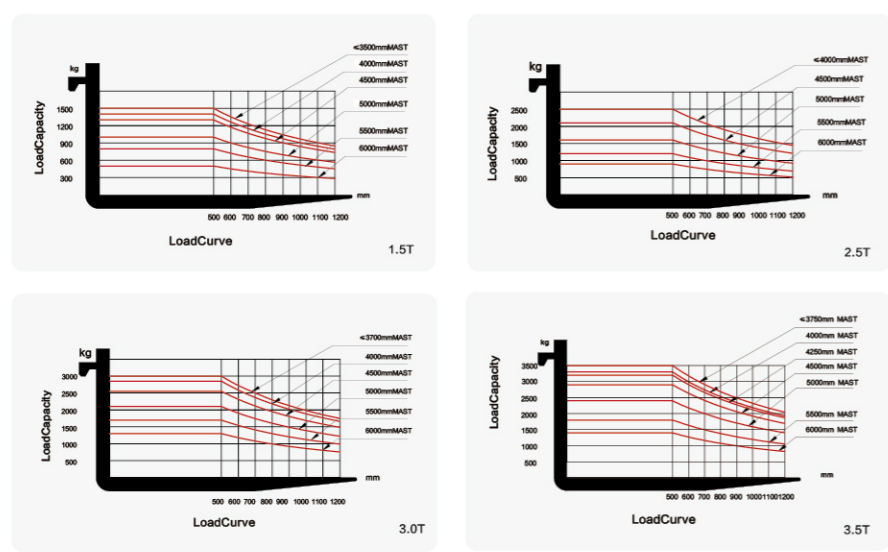 ≤3500mmMAST
4000mmMAST
4500mmMAST
5000mmMAST
5500mmMAST
6000mmMAST
kg
LoadCapacity
1500
1200
900
600
300
mm
500 600 700 800 900 1000 1100 1200
LoadCurve
1.5T
≤4000mmMAST
4500mmMAST
5000mmMAST
5500mmMAST
6000mmMAST
kg
LoadCapacity
2500
2000
1500
1000
500
mm
500 600 700 800 900 1000 1100 1200
LoadCurve
2.5T
≤3700mmMAST
4000mmMAST
4500mmMAST
5000mmMAST
5500mmMAST
6000mmMAST
kg
LoadCapacity
3000
2500
2000
1500
1000
500
mm
500 600 700 800 900 1000 1100 1200
LoadCurve
3.0T
≤3750mm MAST
4000mm MAST
4250mm MAST
4500mm MAST
5000mm MAST
5500mm MAST
6000mm MAST
kg
LoadCapacity
3500
3000
2500
2000
1500
1000
500
mm
500 600 700 800 900 1000 1100 1200
LoadCurve
3.5T